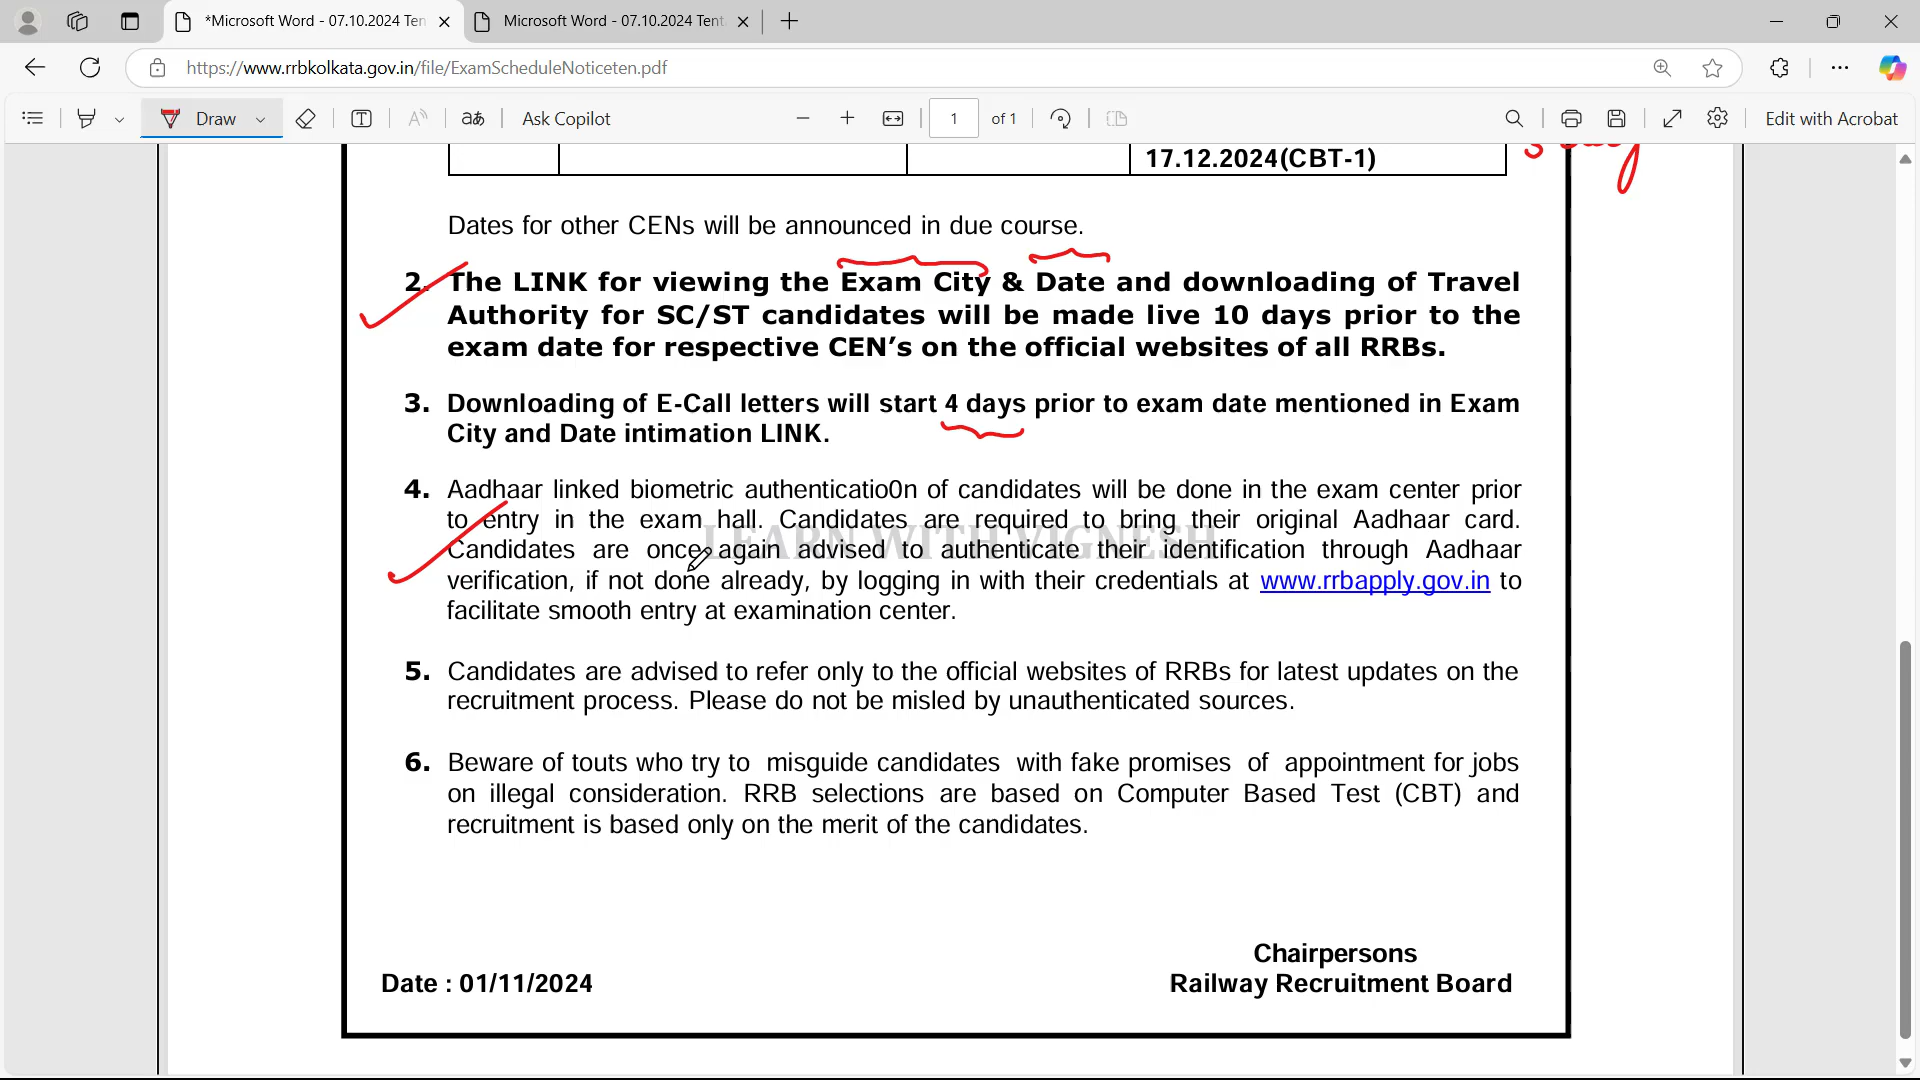 *Microsoft Word - 07.10.2024 Ten
Microsoft Word - 07.10.2024 Tent
https://www.rrbkolkata.gov.in/file/ExamScheduleNoticeten.pdf
Draw
Ask Copilot
1 of 1
Edit with Acrobat
17.12.2024(CBT-1)
Dates for other CENs will be announced in due course.
2. The LINK for viewing the Exam City & Date and downloading of Travel
Authority for SC/ST candidates will be made live 10 days prior to the
exam date for respective CEN’s on the official websites of all RRBs.
3. Downloading of E-Call letters will start 4 days prior to exam date mentioned in Exam
City and Date intimation LINK.
4. Aadhaar linked biometric authenticatio0n of candidates will be done in the exam center prior
to entry in the exam hall. Candidates are required to bring their original Aadhaar card.
LEARN WITH VIGNESH
Candidates are once again advised to authenticate their identification through Aadhaar
verification, if not done already, by logging in with their credentials at www.rrbapply.gov.in to
facilitate smooth entry at examination center.
5. Candidates are advised to refer only to the official websites of RRBs for latest updates on the
recruitment process. Please do not be misled by unauthenticated sources.
6. Beware of touts who try to misguide candidates with fake promises of appointment for jobs
on illegal consideration. RRB selections are based on Computer Based Test (CBT) and
recruitment is based only on the merit of the candidates.
Chairpersons
Date : 01/11/2024
Railway Recruitment Board